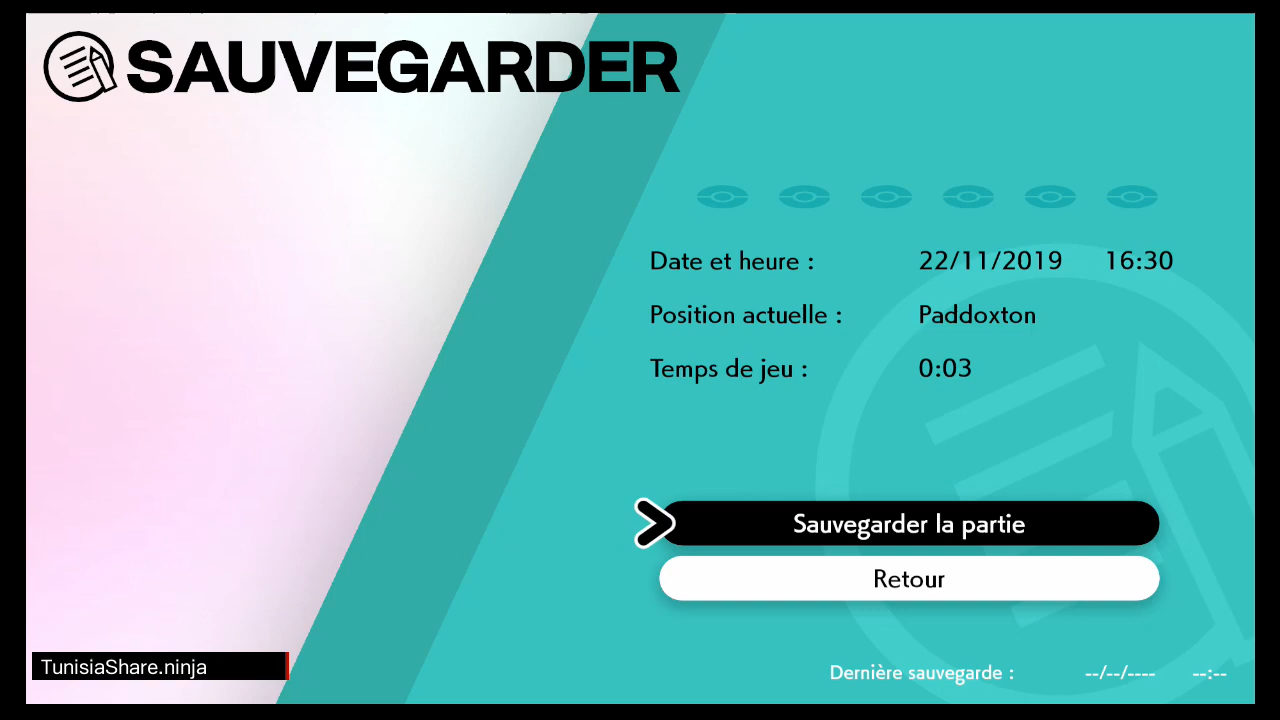 SAUVEGARDER
Date et heure : 22/11/2019 16:30
Position actuelle : Paddoxton
Temps de jeu : 0:03
Sauvegarder la partie
Retour
TunisiaShare.ninja
Dernière sauvegarde : --/--/---- --:--